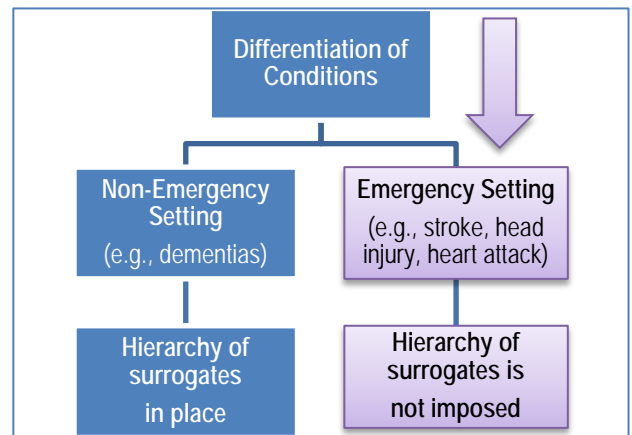 Differentiation of
Conditions
Non-Emergency
Setting
(e.g., dementias)
Emergency Setting
(e.g., stroke, head
injury, heart attack)
Hierarchy of
surrogates
in place
Hierarchy of
surrogates is
not imposed